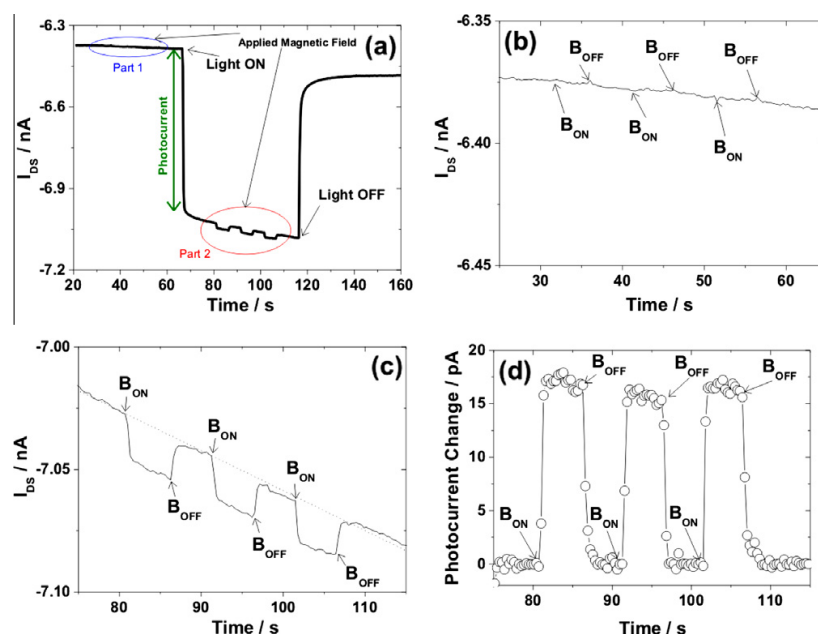 (a)
-6.3
-6.6
-6.9
-7.2
I_DS / nA
Applied Magnetic Field
Part 1
Light ON
Photocurrent
Light OFF
Part 2
20 40 60 80 100 120 140 160
Time / s
(b)
-6.35
-6.40
-6.45
I_DS / nA
B_OFF B_OFF B_OFF
B_ON B_ON B_ON
30 40 50 60
Time / s
(c)
-7.00
-7.05
-7.10
I_DS / nA
B_ON
B_ON
B_ON
B_OFF
B_OFF
B_OFF
80 90 100 110
Time / s
(d)
20
15
10
5
0
Photocurrent Change / pA
B_OFF B_OFF B_OFF
B_ON B_ON B_ON
80 90 100 110
Time / s